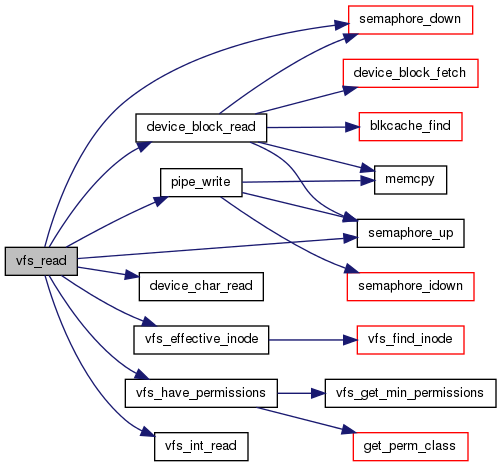 semaphore_down
device_block_fetch
device_block_read
blkcache_find
pipe_write
memcpy
semaphore_up
vfs_read
device_char_read
semaphore_idown
vfs_effective_inode
vfs_find_inode
vfs_have_permissions
vfs_get_min_permissions
vfs_int_read
get_perm_class